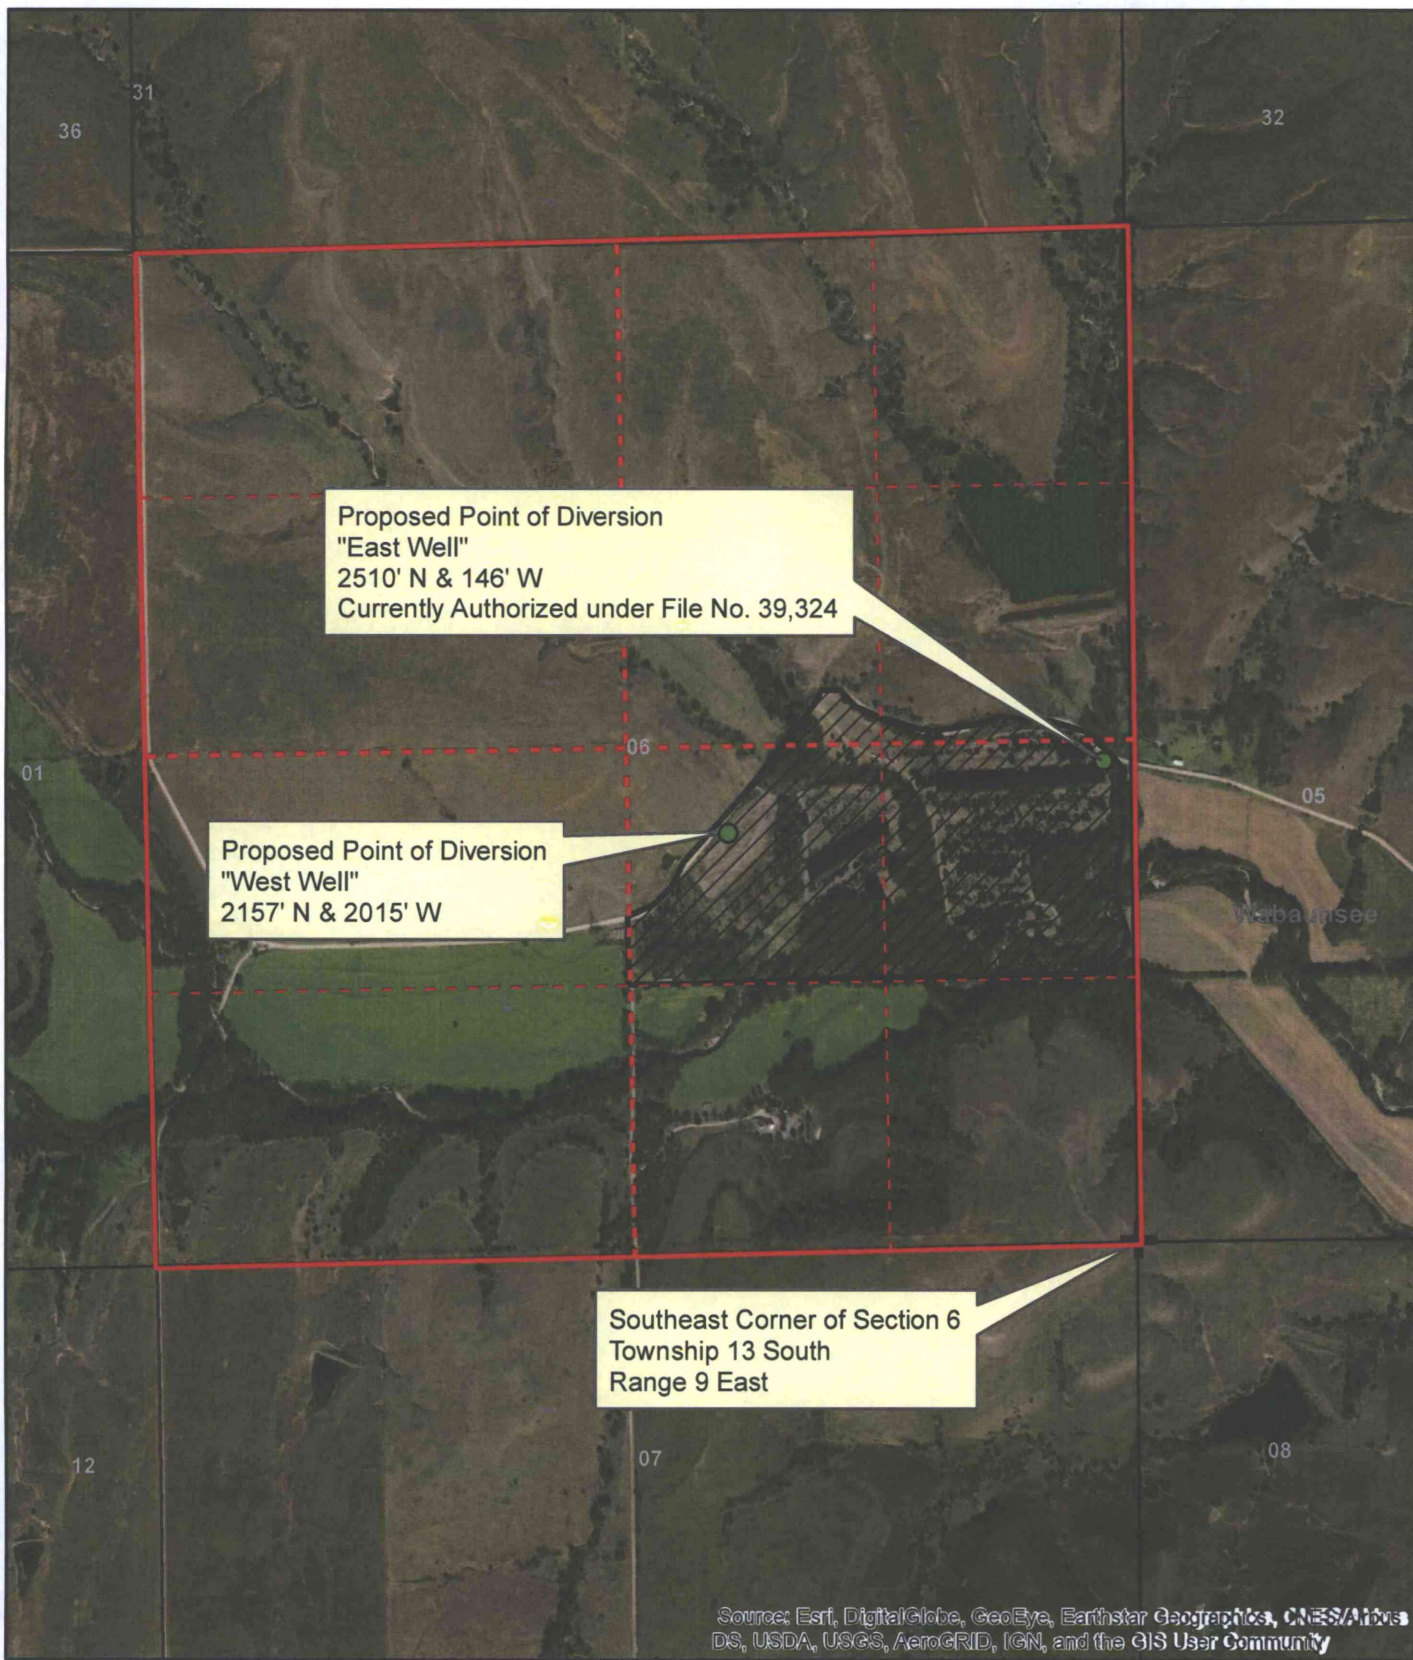 31
36
32
Proposed Point of Diversion
"East Well"
2510' N & 146' W
Currently Authorized under File No. 39,324
06
01
05
Proposed Point of Diversion
"West Well"
2157' N & 2015' W
Wabaunsee
Southeast Corner of Section 6
Township 13 South
Range 9 East
12
07
08
Source: Esri, DigitalGlobe, GeoEye, Earthstar Geographics, CNES/Airbus
DS, USDA, USGS, AeroGRID, IGN, and the GIS User Community